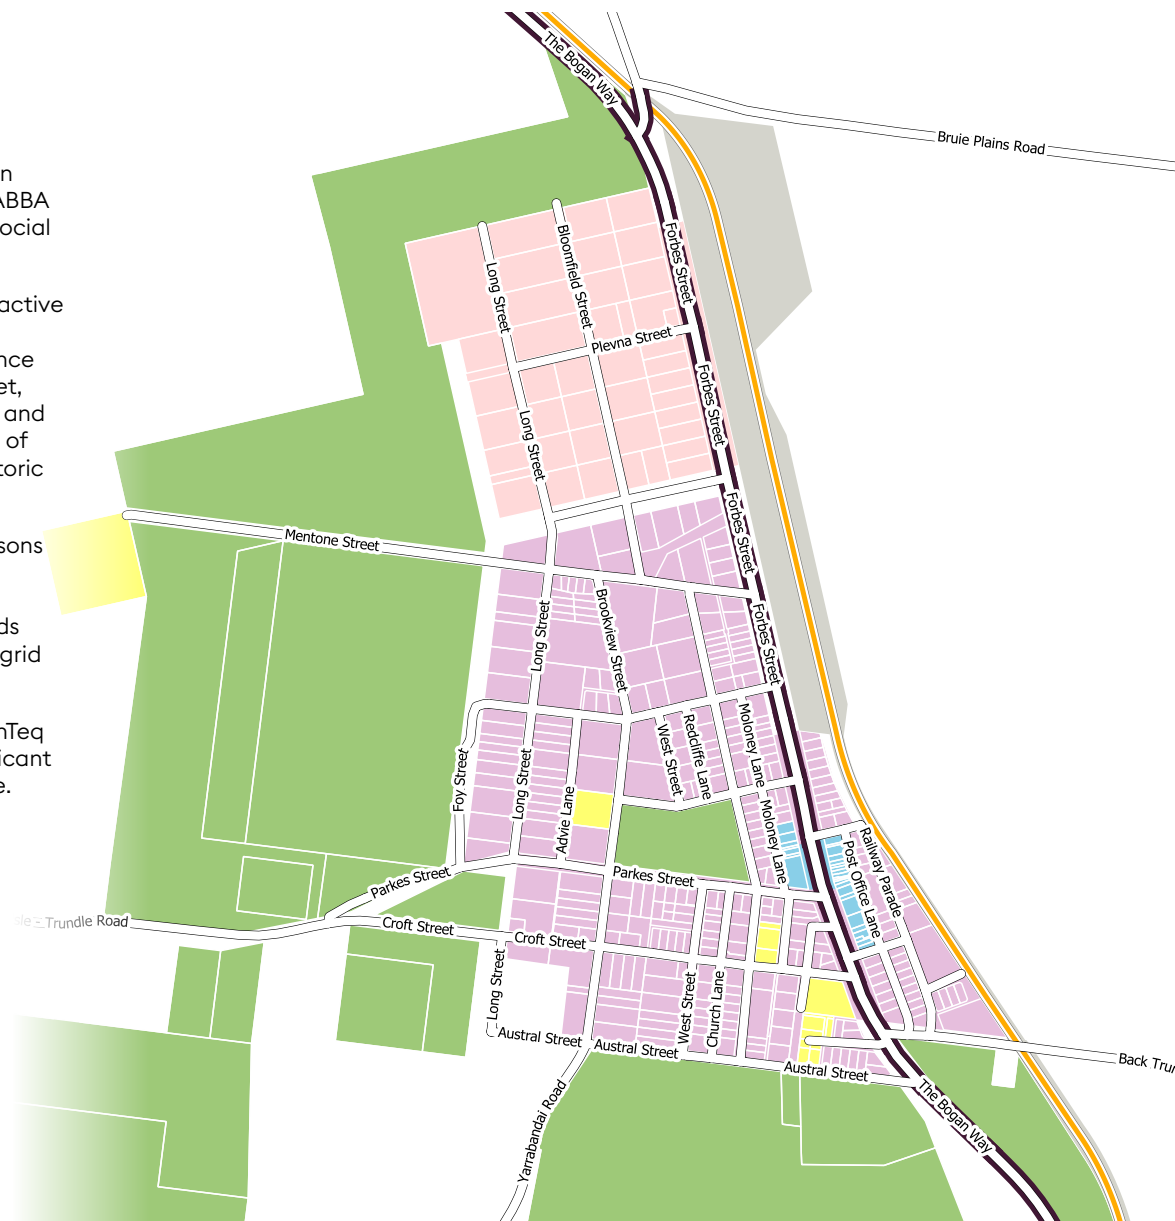 n
ABBA
ocial
active
nce
et,
and
of
toric
sons
ds
grid
nTeq
icant
e.
The Bogan Way
Bruie Plains Road
Forbes Street
Bloomfield Street
Long Street
Plevna Street
Forbes Street
Long Street
Forbes Street
Mentone Street
Brookview Street
Long Street
Forbes Street
Moloney Lane
Redcliffe Lane
West Street
Foy Street
Long Street
Advie Lane
Moloney Lane
Railway Parade
Post Office Lane
Parkes Street
Parkes Street
sle - Trundle Road
Croft Street
Croft Street
Long Street
West Street
Church Lane
Austral Street
Austral Street
Austral Street
Back Trun
The Bogan Way
Yarrabandai Road